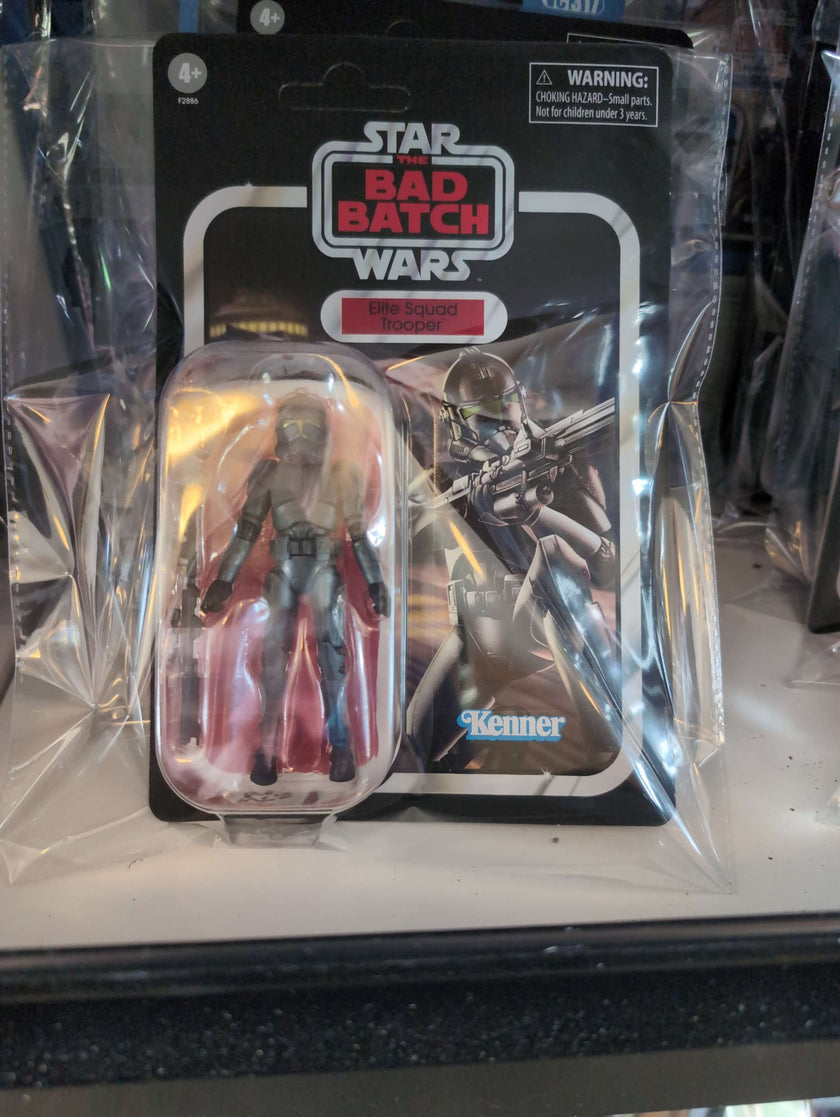 4+
4+
F2886
WARNING:
CHOKING HAZARD–Small parts.
Not for children under 3 years.
STAR
THE
BAD
BATCH
WARS
Elite Squad
Trooper
Kenner